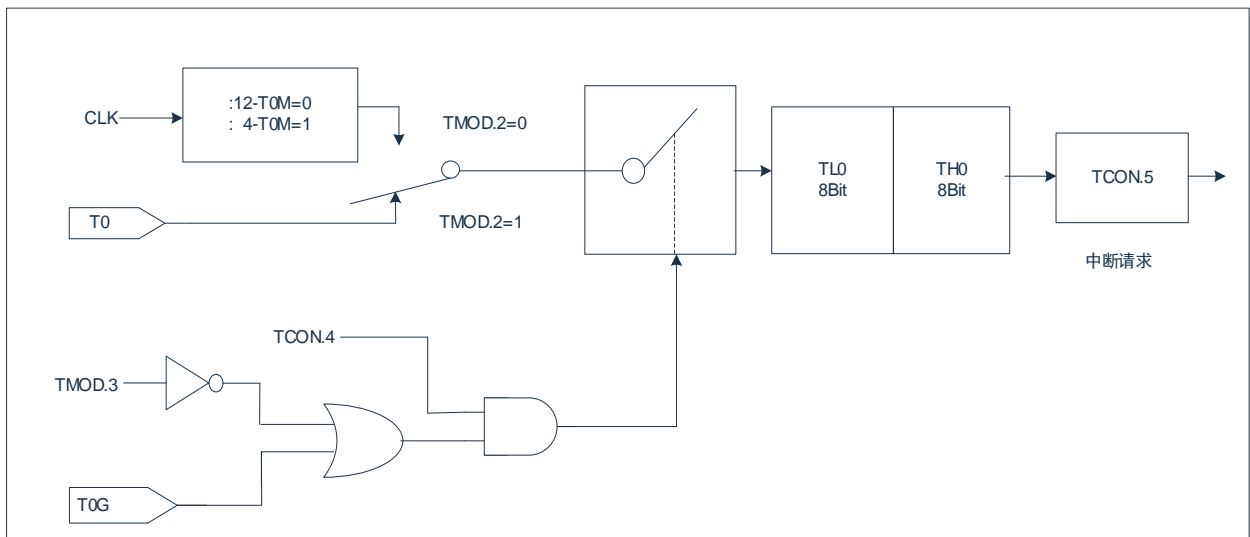 :12-T0M=0
: 4-T0M=1
CLK
TMOD.2=0
T0
TMOD.2=1
TL0
8Bit
TH0
8Bit
TCON.5
中断请求
TCON.4
TMOD.3
T0G